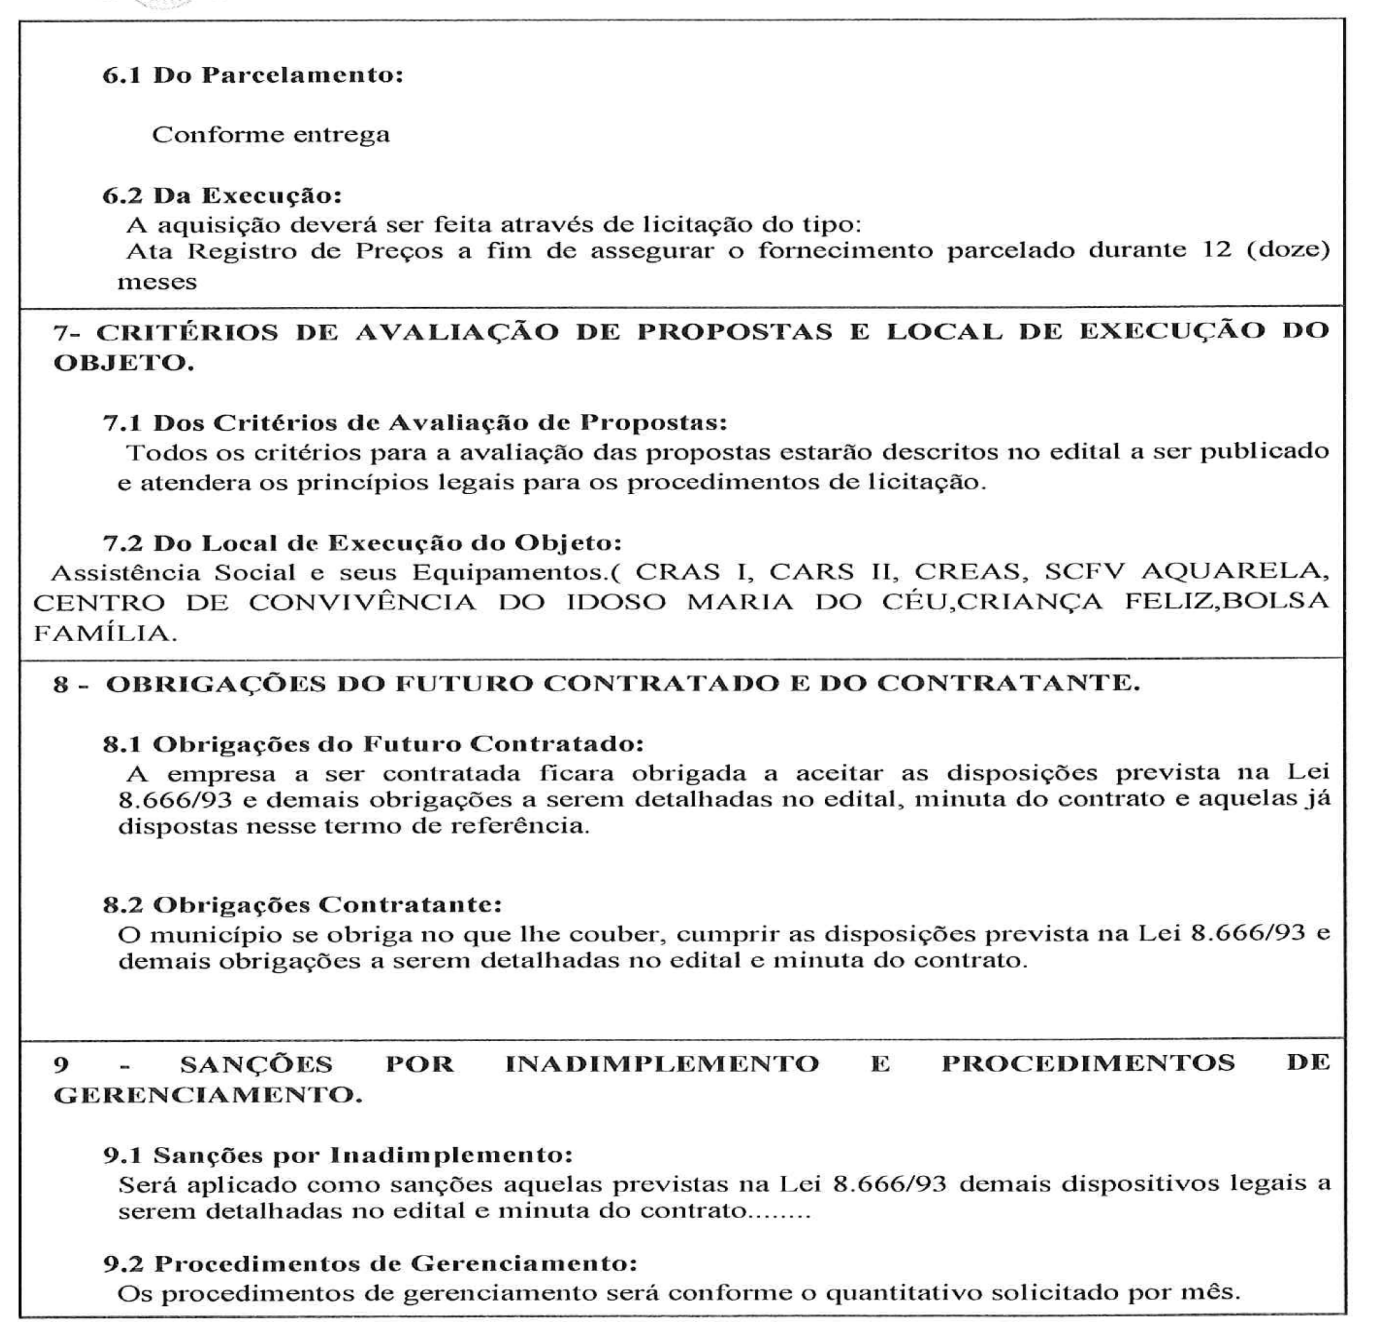 6.1 Do Parcelamento:
Conforme entrega
6.2 Da Execução:
A aquisição deverá ser feita através de licitação do tipo:
Ata Registro de Preços a fim de assegurar o fornecimento parcelado durante 12 (doze)
meses
7- CRITÉRIOS DE AVALIAÇÃO DE PROPOSTAS E LOCAL DE EXECUÇÃO DO
OBJETO.
7.1 Dos Critérios de Avaliação de Propostas:
Todos os critérios para a avaliação das propostas estarão descritos no edital a ser publicado
e atendera os princípios legais para os procedimentos de licitação.
7.2 Do Local de Execução do Objeto:
Assistência Social e seus Equipamentos.( CRAS I, CARS II, CREAS, SCFV AQUARELA,
CENTRO DE CONVIVÊNCIA DO IDOSO MARIA DO CÉU,CRIANÇA FELIZ,BOLSA
FAMÍLIA.
8 - OBRIGAÇÕES DO FUTURO CONTRATADO E DO CONTRATANTE.
8.1 Obrigações do Futuro Contratado:
A empresa a ser contratada ficara obrigada a aceitar as disposições prevista na Lei
8.666/93 e demais obrigações a serem detalhadas no edital, minuta do contrato e aquelas já
dispostas nesse termo de referência.
8.2 Obrigações Contratante:
O município se obriga no que lhe couber, cumprir as disposições prevista na Lei 8.666/93 e
demais obrigações a serem detalhadas no edital e minuta do contrato.
9 - SANÇÕES POR INADIMPLEMENTO E PROCEDIMENTOS DE
GERENCIAMENTO.
9.1 Sanções por Inadimplemento:
Será aplicado como sanções aquelas previstas na Lei 8.666/93 demais dispositivos legais a
serem detalhadas no edital e minuta do contrato........
9.2 Procedimentos de Gerenciamento:
Os procedimentos de gerenciamento será conforme o quantitativo solicitado por mês.